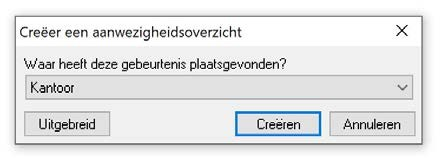 Creëer een aanwezigheidsoverzicht
Waar heeft deze gebeurtenis plaatsgevonden?
Kantoor
Uitgebreid
Creëren
Annuleren